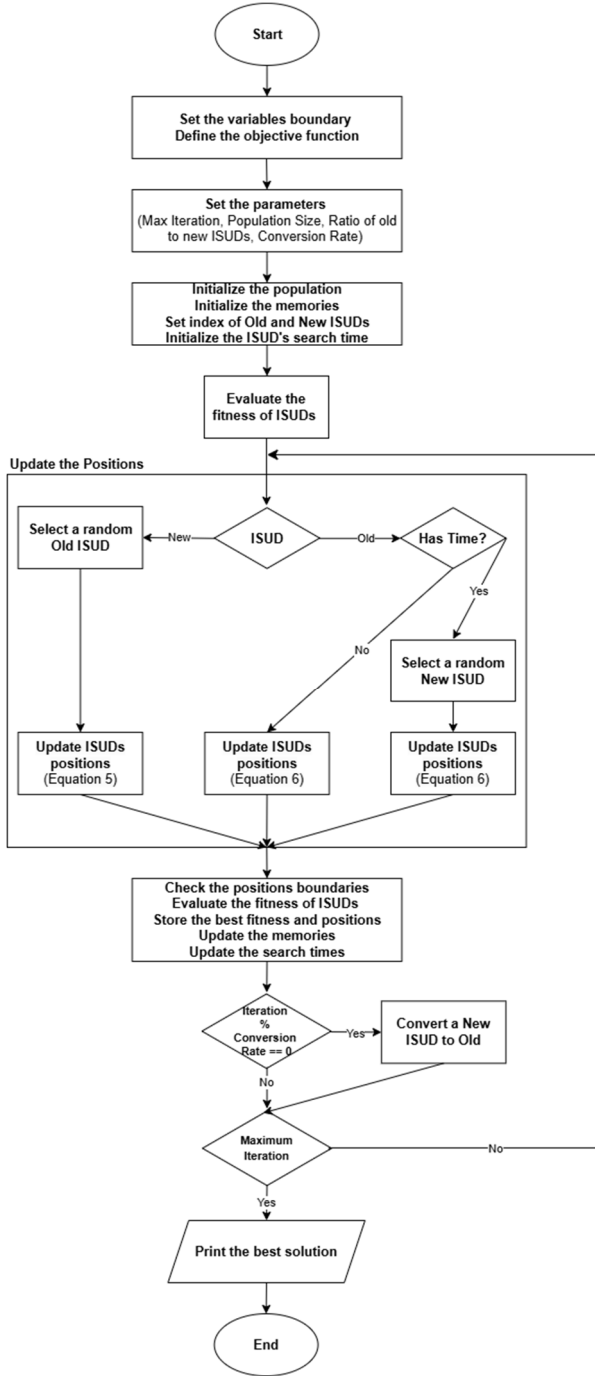 Start
Set the variables boundary
Define the objective function
Set the parameters
(Max Iteration, Population Size, Ratio of old
to new ISUDs, Conversion Rate)
Initialize the population
Initialize the memories
Set index of Old and New ISUDs
Initialize the ISUD's search time
Evaluate the
fitness of ISUDs
Update the Positions
Select a random
Old ISUD
New
ISUD
Old
Has Time?
Yes
No
Select a random
New ISUD
Update ISUDs
positions
(Equation 5)
Update ISUDs
positions
(Equation 6)
Update ISUDs
positions
(Equation 6)
Check the positions boundaries
Evaluate the fitness of ISUDs
Store the best fitness and positions
Update the memories
Update the search times
Iteration
%
Conversion
Rate == 0
Yes
Convert a New
ISUD to Old
No
Maximum
Iteration
No
Yes
Print the best solution
End